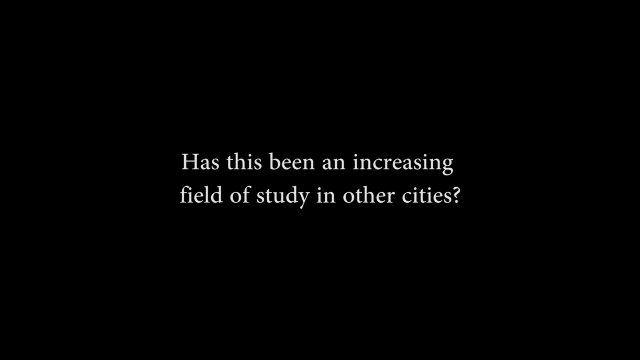 Has this been an increasing
field of study in other cities?